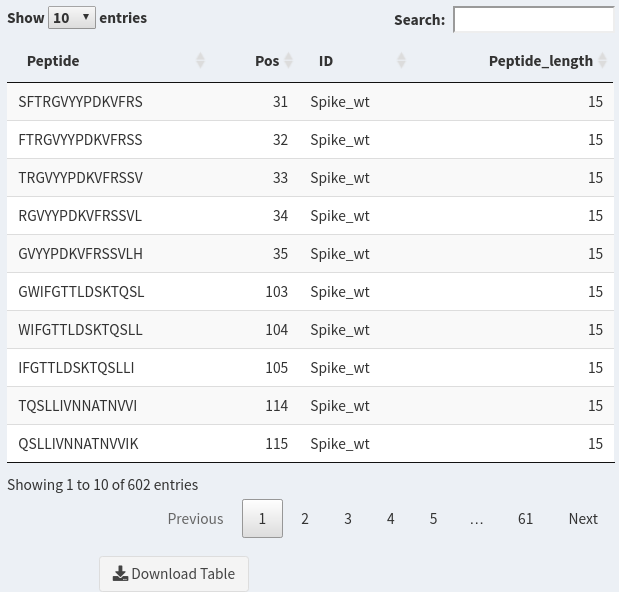 Show 10 entries Search:
Peptide Pos ID Peptide_length
SFTRGVYYPDKVFRS 31 Spike_wt 15
FTRGVYYPDKVFRSS 32 Spike_wt 15
TRGVYYPDKVFRSSV 33 Spike_wt 15
RGVYYPDKVFRSSVL 34 Spike_wt 15
GVYYPDKVFRSSVLH 35 Spike_wt 15
GWIFGTTLDSKTQSL 103 Spike_wt 15
WIFGTTLDSKTQSLL 104 Spike_wt 15
IFGTTLDSKTQSLLI 105 Spike_wt 15
TQSLLIVNNATNVVI 114 Spike_wt 15
QSLLIVNNATNVVIK 115 Spike_wt 15
Showing 1 to 10 of 602 entries
Previous 1 2 3 4 5 … 61 Next
Download Table